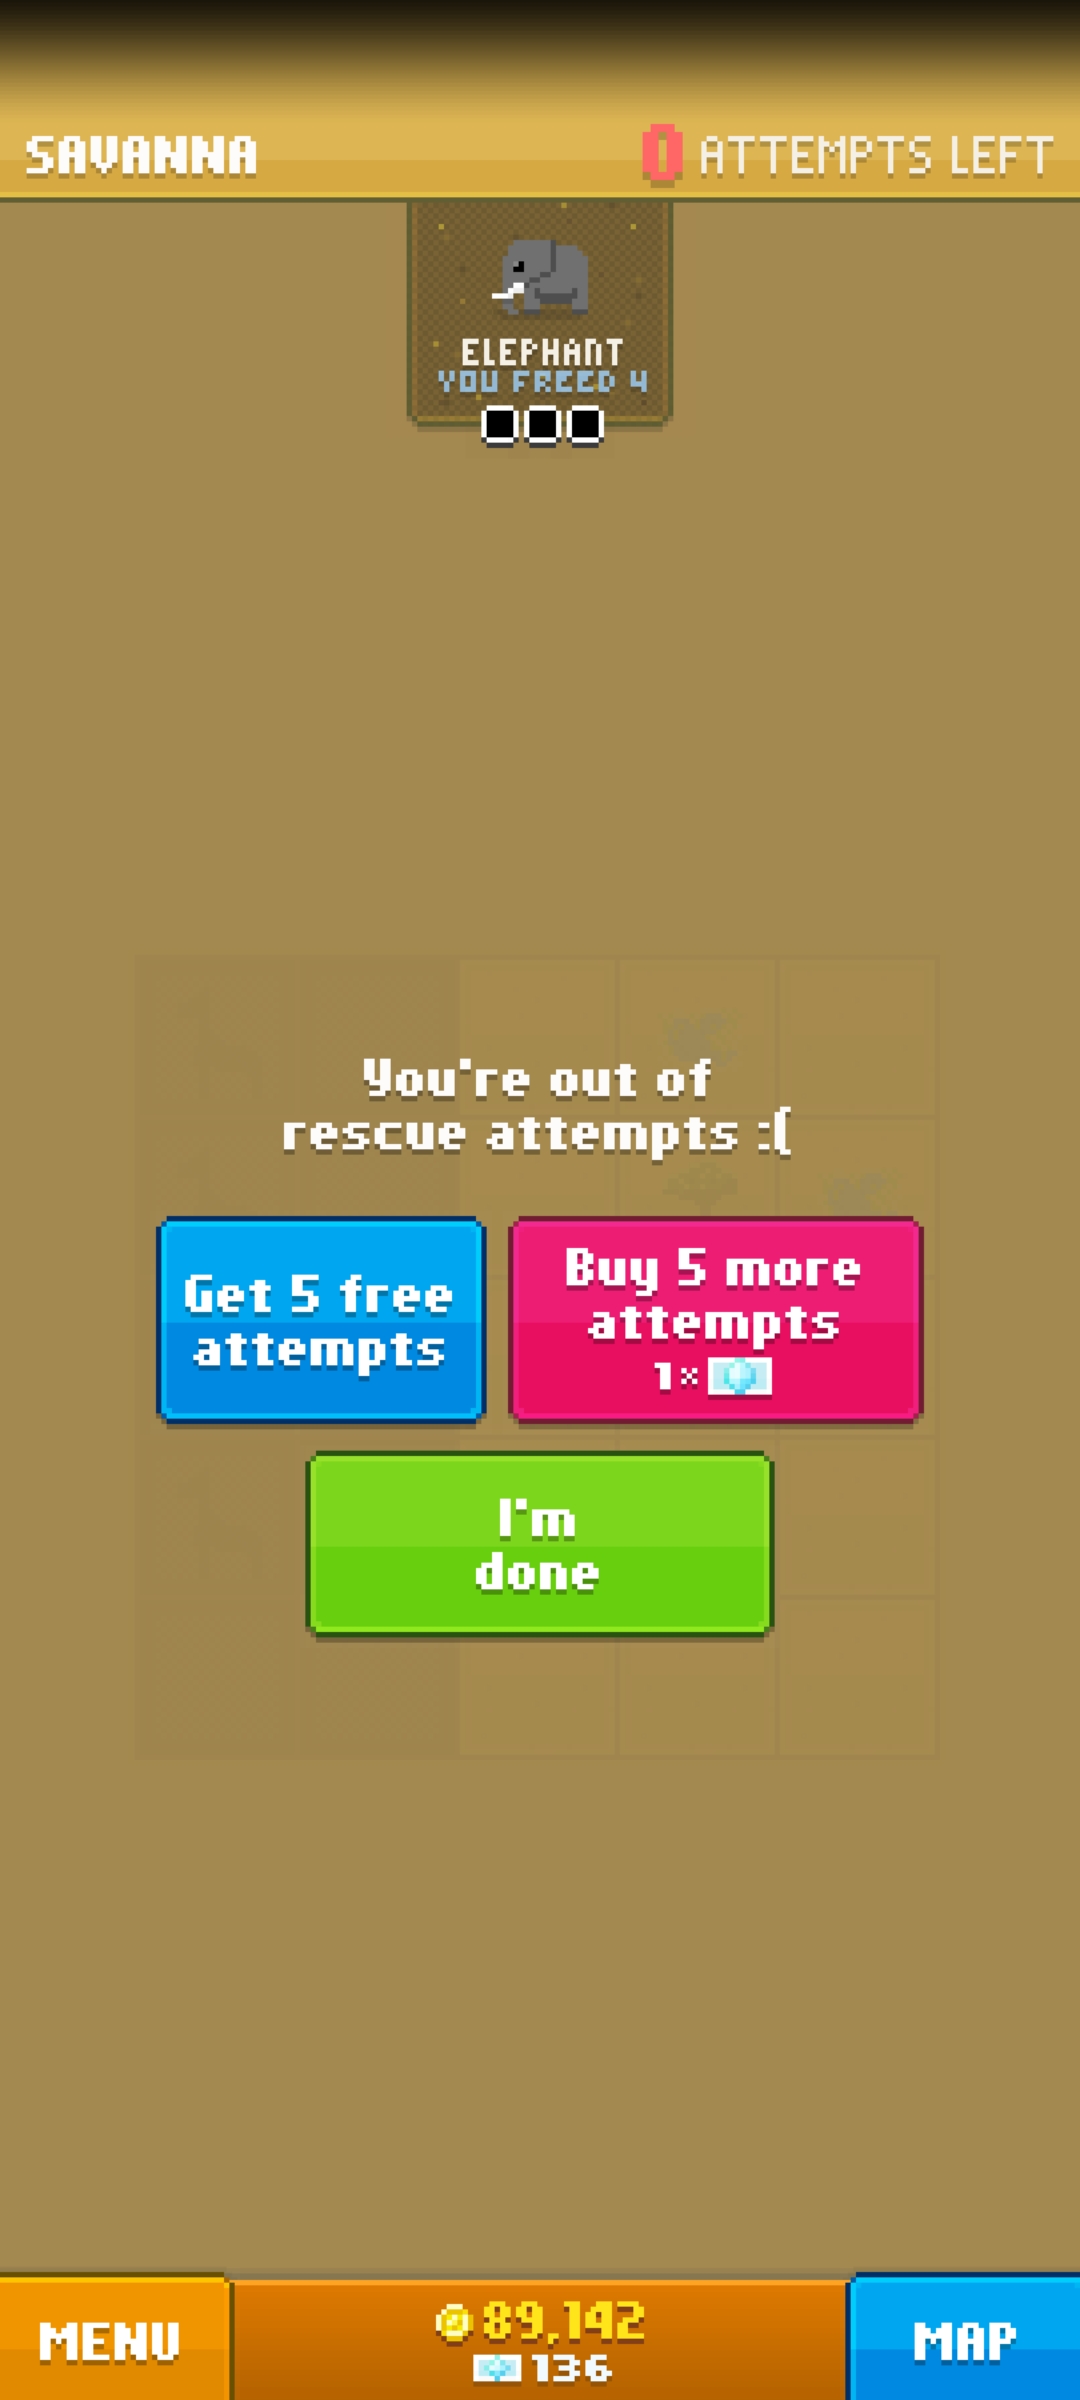 SAVANNA
0 ATTEMPTS LEFT
ELEPHANT
YOU FREED 4
You're out of
rescue attempts :(
Get 5 free
attempts
Buy 5 more
attempts
1×
I'm
done
MENU
89,142
136
MAP